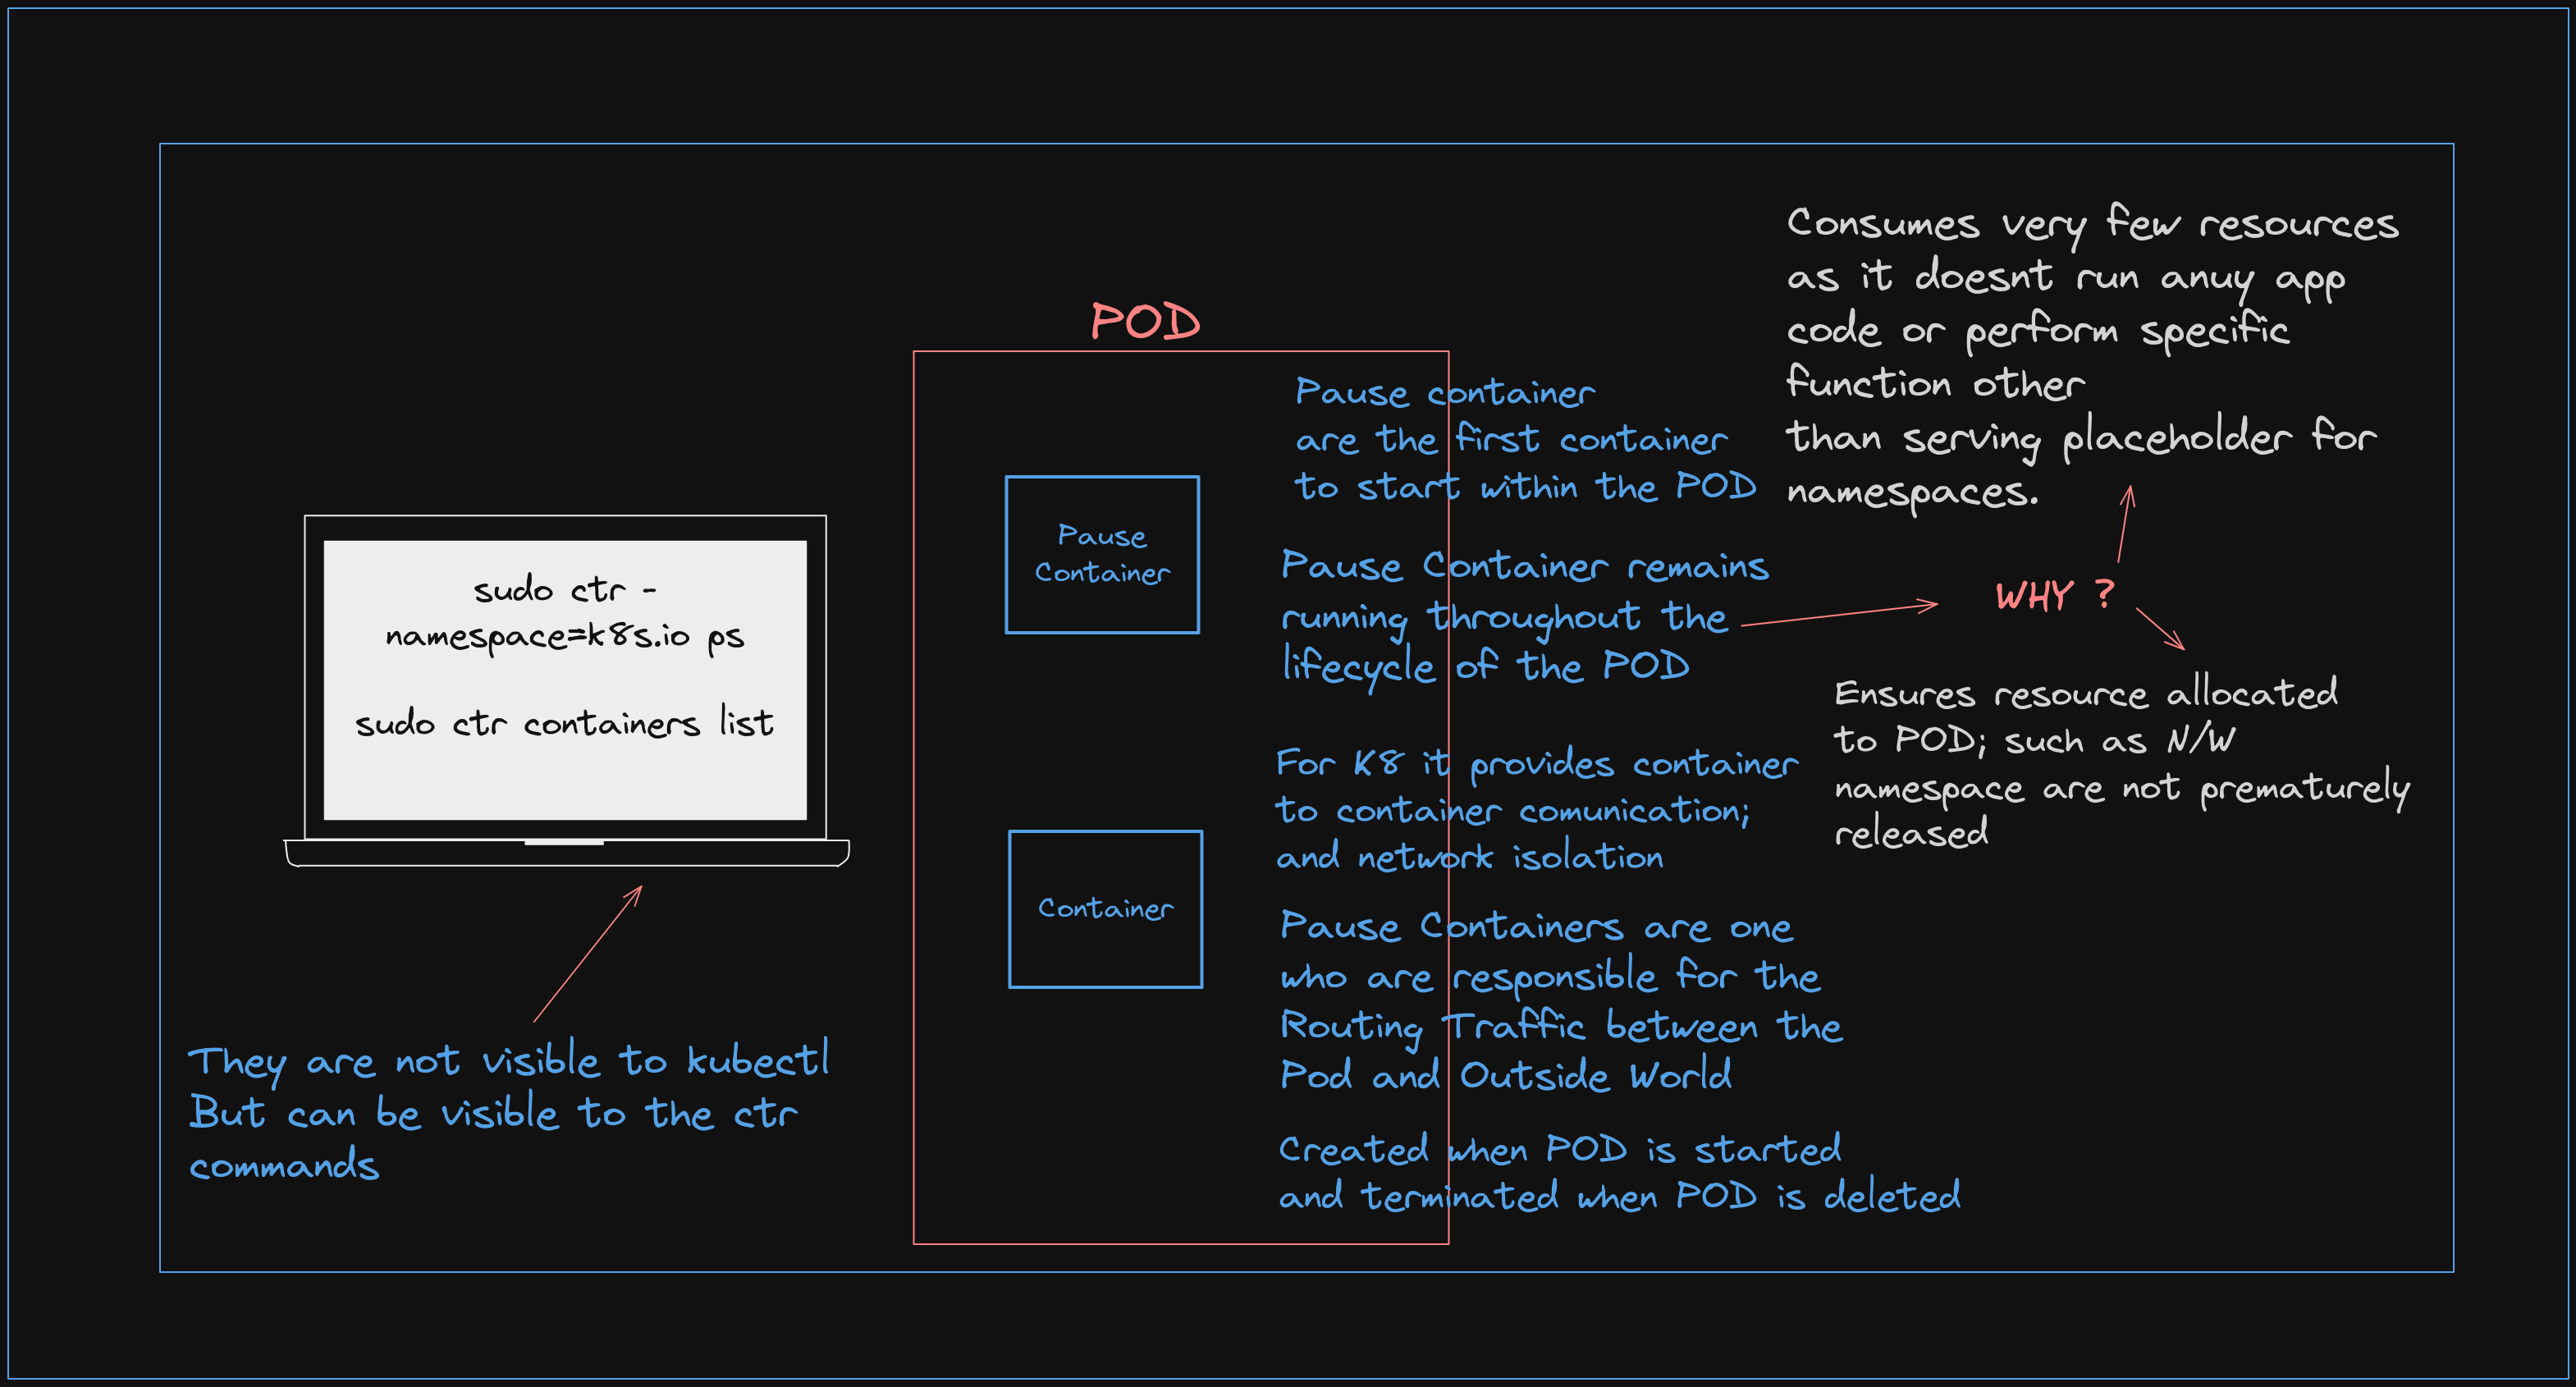 POD
sudo ctr -
namespace=k8s.io ps
sudo ctr containers list
They are not visible to kubectl
But can be visible to the ctr
commands
Pause
Container
Container
Pause container
are the first container
to start within the POD
Pause Container remains
running throughout the
lifecycle of the POD
For K8 it provides container
to container comunication;
and network isolation
Pause Containers are one
who are responsible for the
Routing Traffic between the
Pod and Outside World
Created when POD is started
and terminated when POD is deleted
WHY ?
Consumes very few resources
as it doesnt run anuy app
code or perform specific
function other
than serving placeholder for
namespaces.
Ensures resource allocated
to POD; such as N/W
namespace are not prematurely
released